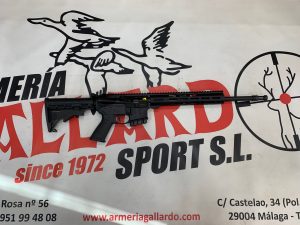 MERÍA
ALLARDO
since 1972 SPORT S.L.
Rosa nº 56
951 99 48 08
www.armeriagallardo.com
C/ Castelao, 34 (Pol
29004 Málaga - T